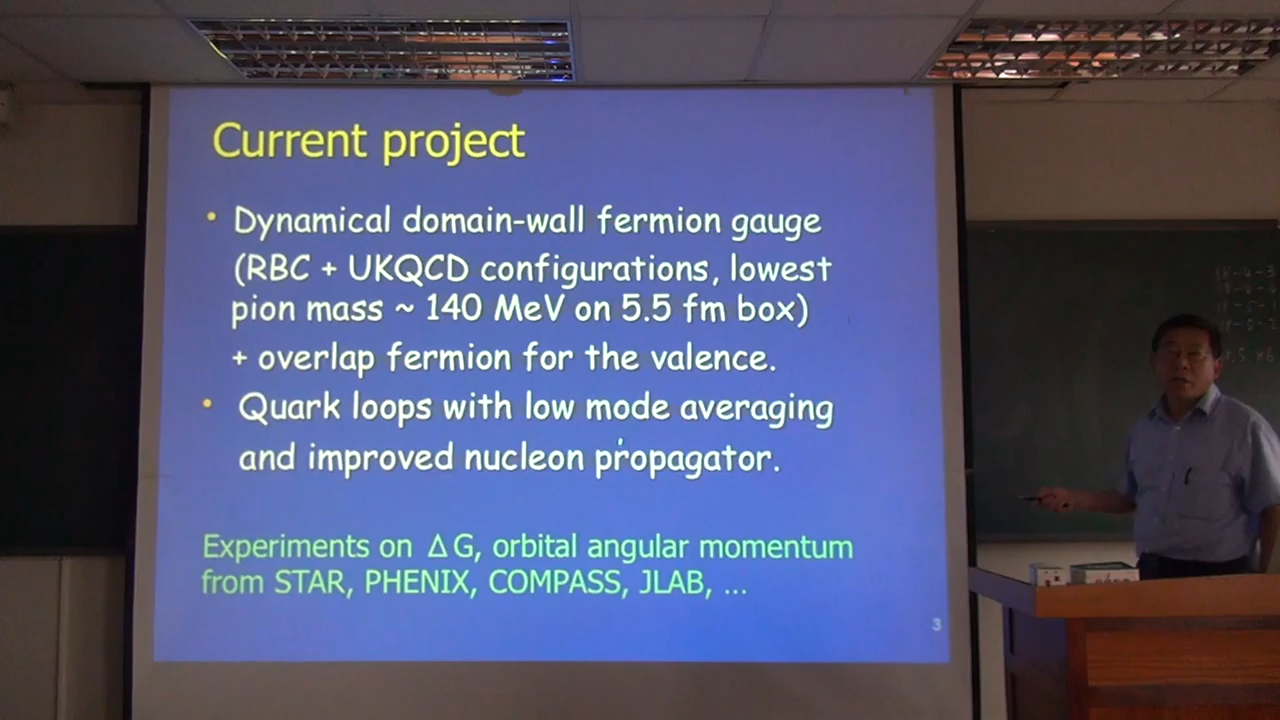 Current project
• Dynamical domain-wall fermion gauge
(RBC + UKQCD configurations, lowest
pion mass ~ 140 MeV on 5.5 fm box)
+ overlap fermion for the valence.
• Quark loops with low mode averaging
and improved nucleon propagator.
Experiments on ΔG, orbital angular momentum
from STAR, PHENIX, COMPASS, JLAB, ...
3